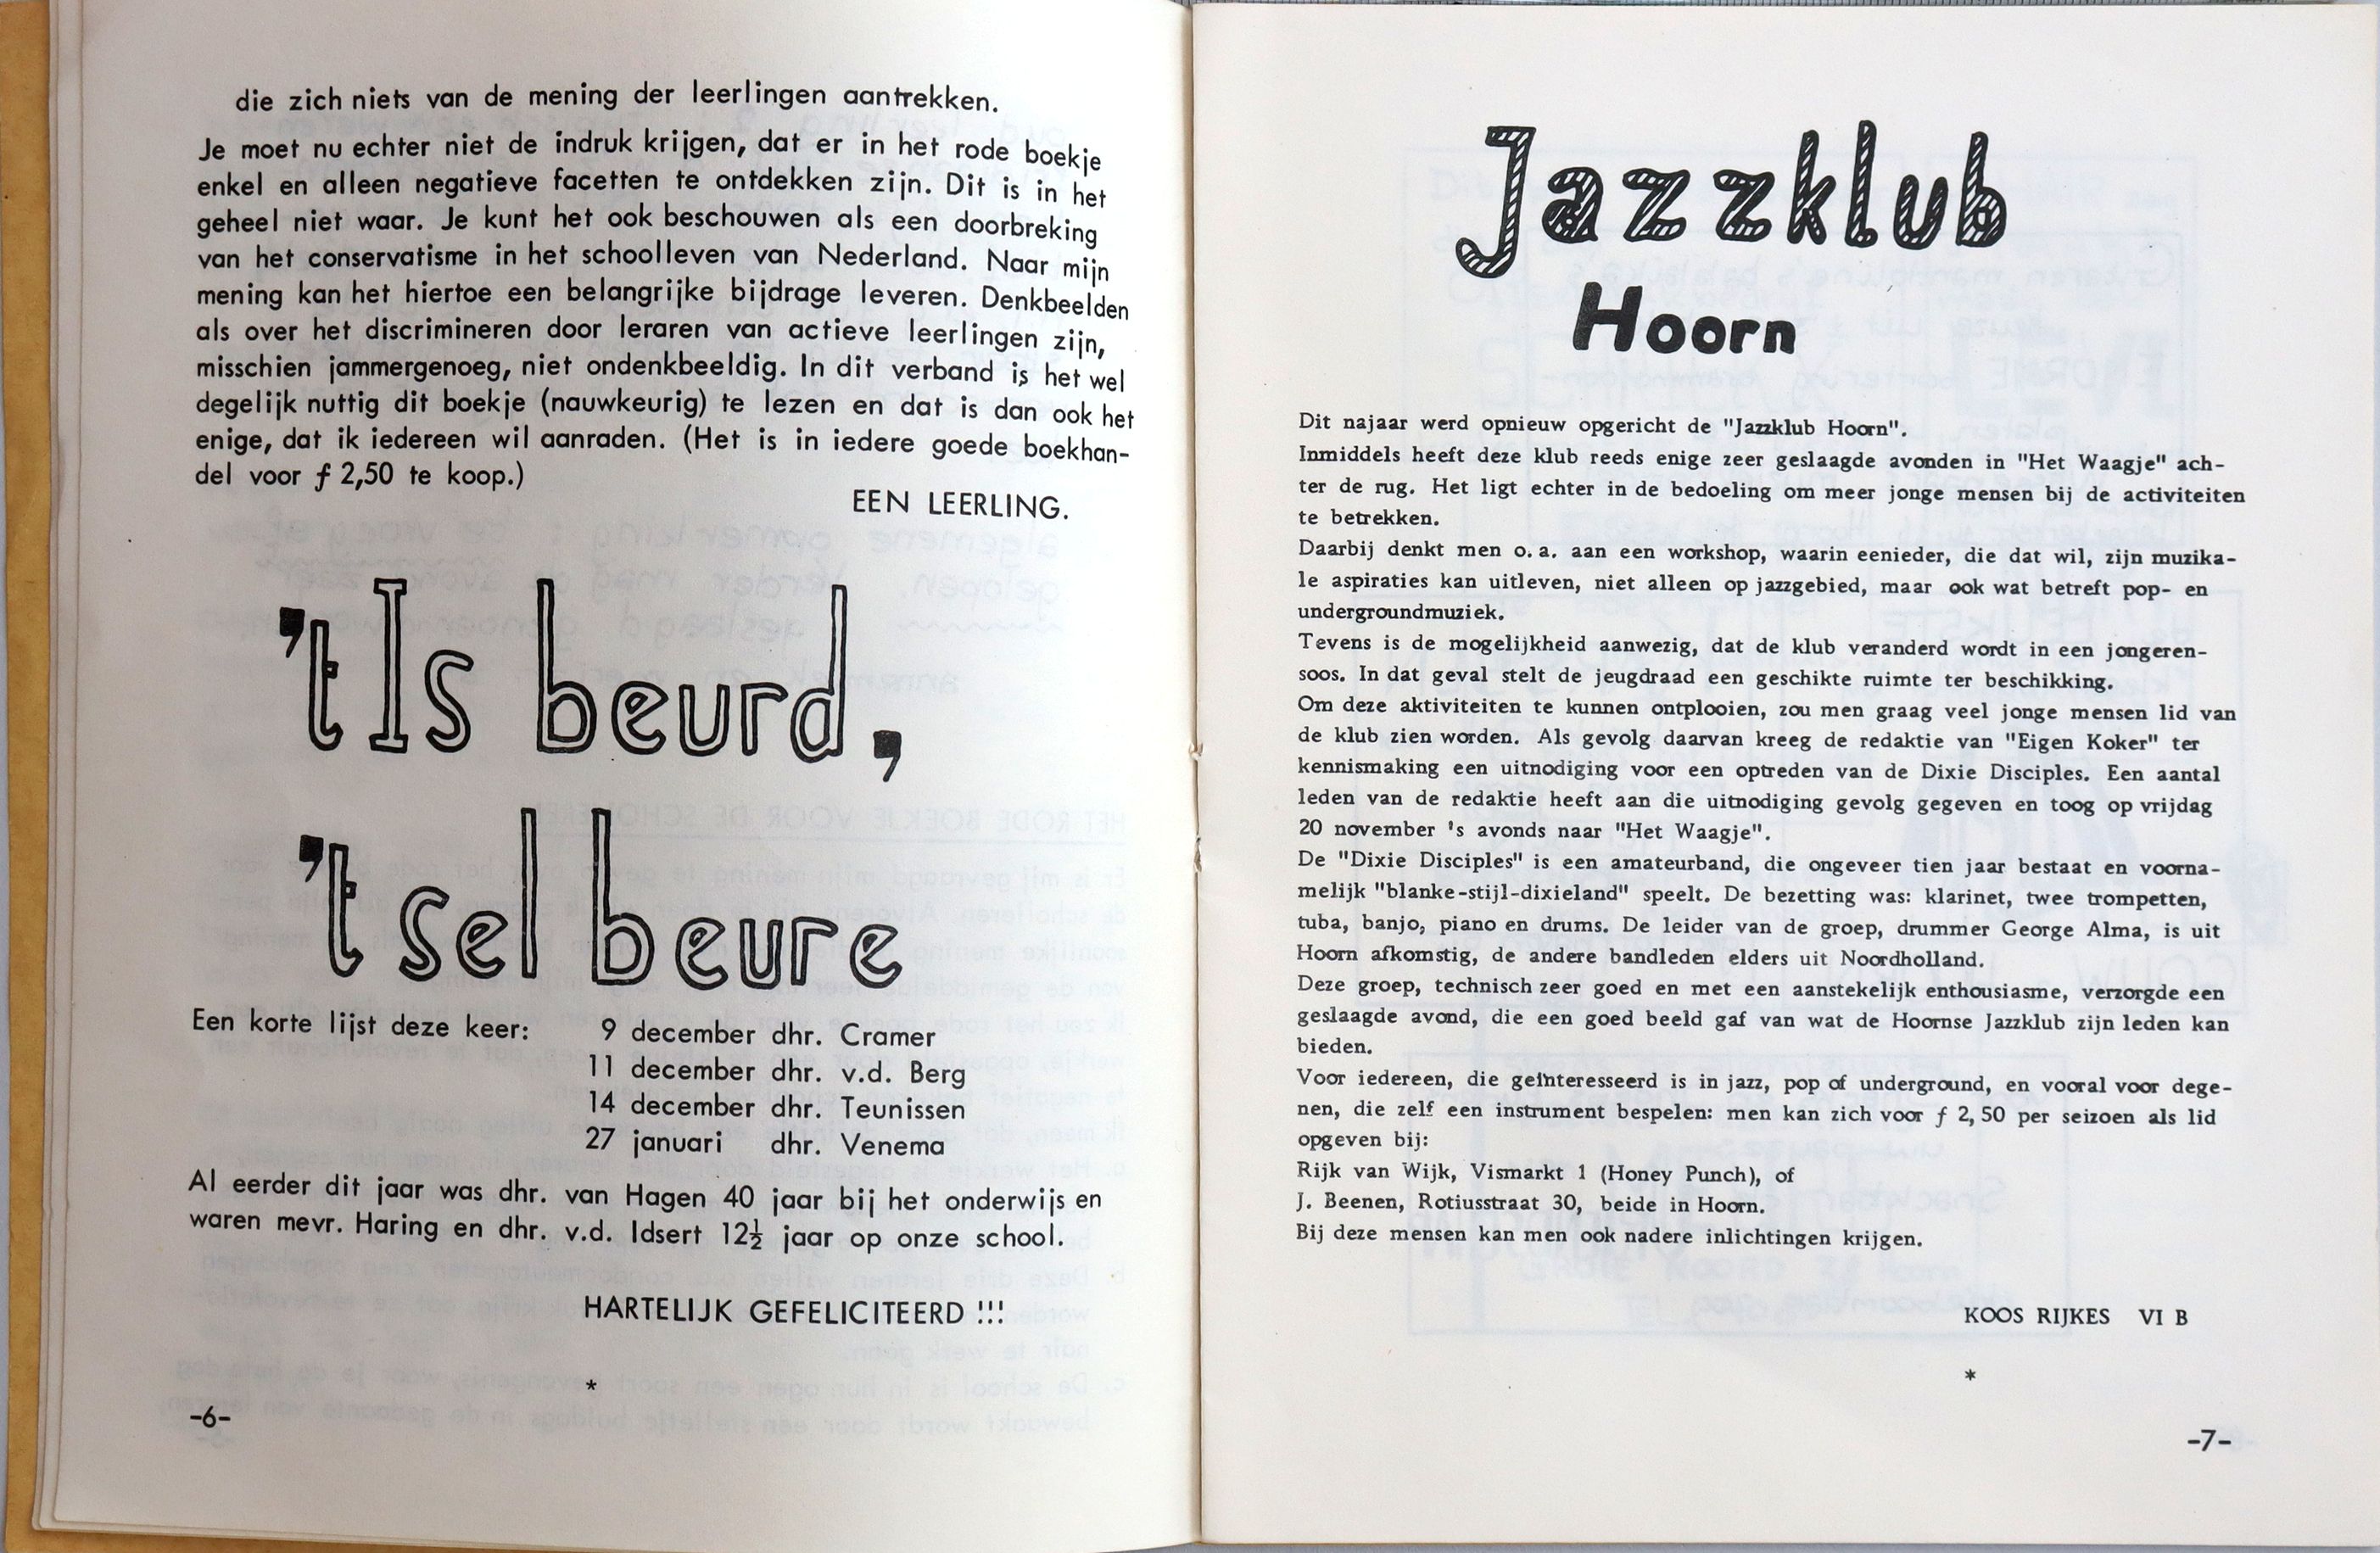 die zich niets van de mening der leerlingen aantrekken.
Je moet nu echter niet de indruk krijgen, dat er in het rode boekje
enkel en alleen negatieve facetten te ontdekken zijn. Dit is in het
geheel niet waar. Je kunt het ook beschouwen als een doorbreking
van het conservatisme in het schoolleven van Nederland. Naar mijn
mening kan het hiertoe een belangrijke bijdrage leveren. Denkbeelden
als over het discrimineren door leraren van actieve leerlingen zijn,
misschien jammergenoeg, niet ondenkbeeldig. In dit verband is het wel
degelijk nuttig dit boekje (nauwkeurig) te lezen en dat is dan ook het
enige, dat ik iedereen wil aanraden. (Het is in iedere goede boekhan-
del voor ƒ 2,50 te koop.)
EEN LEERLING.
't Is beurd,
't sel beure
Een korte lijst deze keer: 9 december dhr. Cramer
11 december dhr. v.d. Berg
14 december dhr. Teunissen
27 januari dhr. Venema
Al eerder dit jaar was dhr. van Hagen 40 jaar bij het onderwijs en
waren mevr. Haring en dhr. v.d. Idsert 12½ jaar op onze school.
HARTELIJK GEFELICITEERD !!!
*
-6-
Jazzklub
Hoorn
Dit najaar werd opnieuw opgericht de "Jazzklub Hoorn".
Inmiddels heeft deze klub reeds enige zeer geslaagde avonden in "Het Waagje" ach-
ter de rug. Het ligt echter in de bedoeling om meer jonge mensen bij de activiteiten
te betrekken.
Daarbij denkt men o.a. aan een workshop, waarin eenieder, die dat wil, zijn muzika-
le aspiraties kan uitleven, niet alleen op jazzgebied, maar ook wat betreft pop- en
undergroundmuziek.
Tevens is de mogelijkheid aanwezig, dat de klub veranderd wordt in een jongeren-
soos. In dat geval stelt de jeugdraad een geschikte ruimte ter beschikking.
Om deze aktiviteiten te kunnen ontplooien, zou men graag veel jonge mensen lid van
de klub zien worden. Als gevolg daarvan kreeg de redaktie van "Eigen Koker" ter
kennismaking een uitnodiging voor een optreden van de Dixie Disciples. Een aantal
leden van de redaktie heeft aan die uitnodiging gevolg gegeven en toog op vrijdag
20 november 's avonds naar "Het Waagje".
De "Dixie Disciples" is een amateurband, die ongeveer tien jaar bestaat en voorna-
melijk "blanke-stijl-dixieland" speelt. De bezetting was: klarinet, twee trompetten,
tuba, banjo, piano en drums. De leider van de groep, drummer George Alma, is uit
Hoorn afkomstig, de andere bandleden elders uit Noordholland.
Deze groep, technisch zeer goed en met een aanstekelijk enthousiasme, verzorgde een
geslaagde avond, die een goed beeld gaf van wat de Hoornse Jazzklub zijn leden kan
bieden.
Voor iedereen, die geïnteresseerd is in jazz, pop of underground, en vooral voor dege-
nen, die zelf een instrument bespelen: men kan zich voor ƒ 2,50 per seizoen als lid
opgeven bij:
Rijk van Wijk, Vismarkt 1 (Honey Punch), of
J. Beenen, Rotiusstraat 30, beide in Hoorn.
Bij deze mensen kan men ook nadere inlichtingen krijgen.
KOOS RIJKES VI B
*
-7-